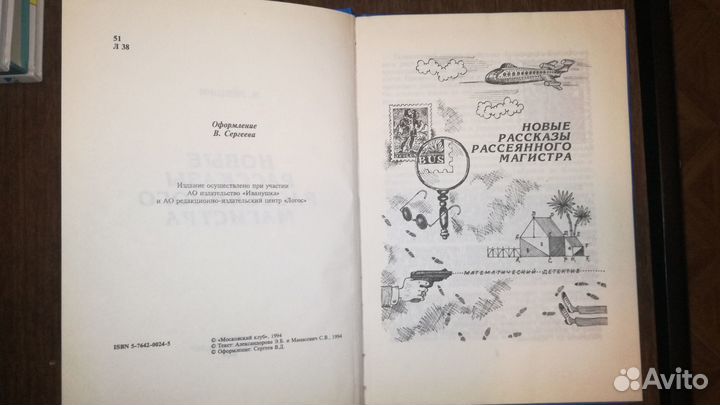 51
Л 38
Оформление
В. Сергеева
Издание осуществлено при участии
АО издательство «Иванушка»
и АО редакционно-издательский центр «Логос»
ISBN 5-7642-0024-5
© «Московский клуб», 1994
© Текст: Александрова Э.Б. и Манасевич С.В., 1994
© Оформление: Сергеев В.Д.
НОВЫЕ
РАССКАЗЫ
РАССЕЯННОГО
МАГИСТРА
BUS
МАТЕМАТИЧЕСКИЙ ДЕТЕКТИВ
Avito